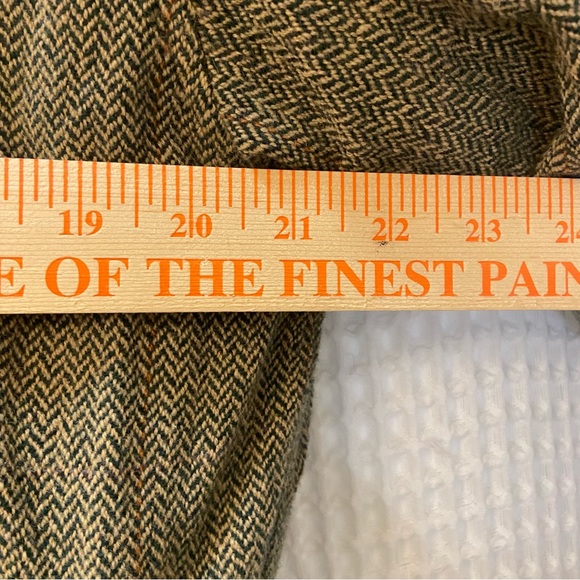 19 20 21 22 23
E OF THE FINEST PAIN